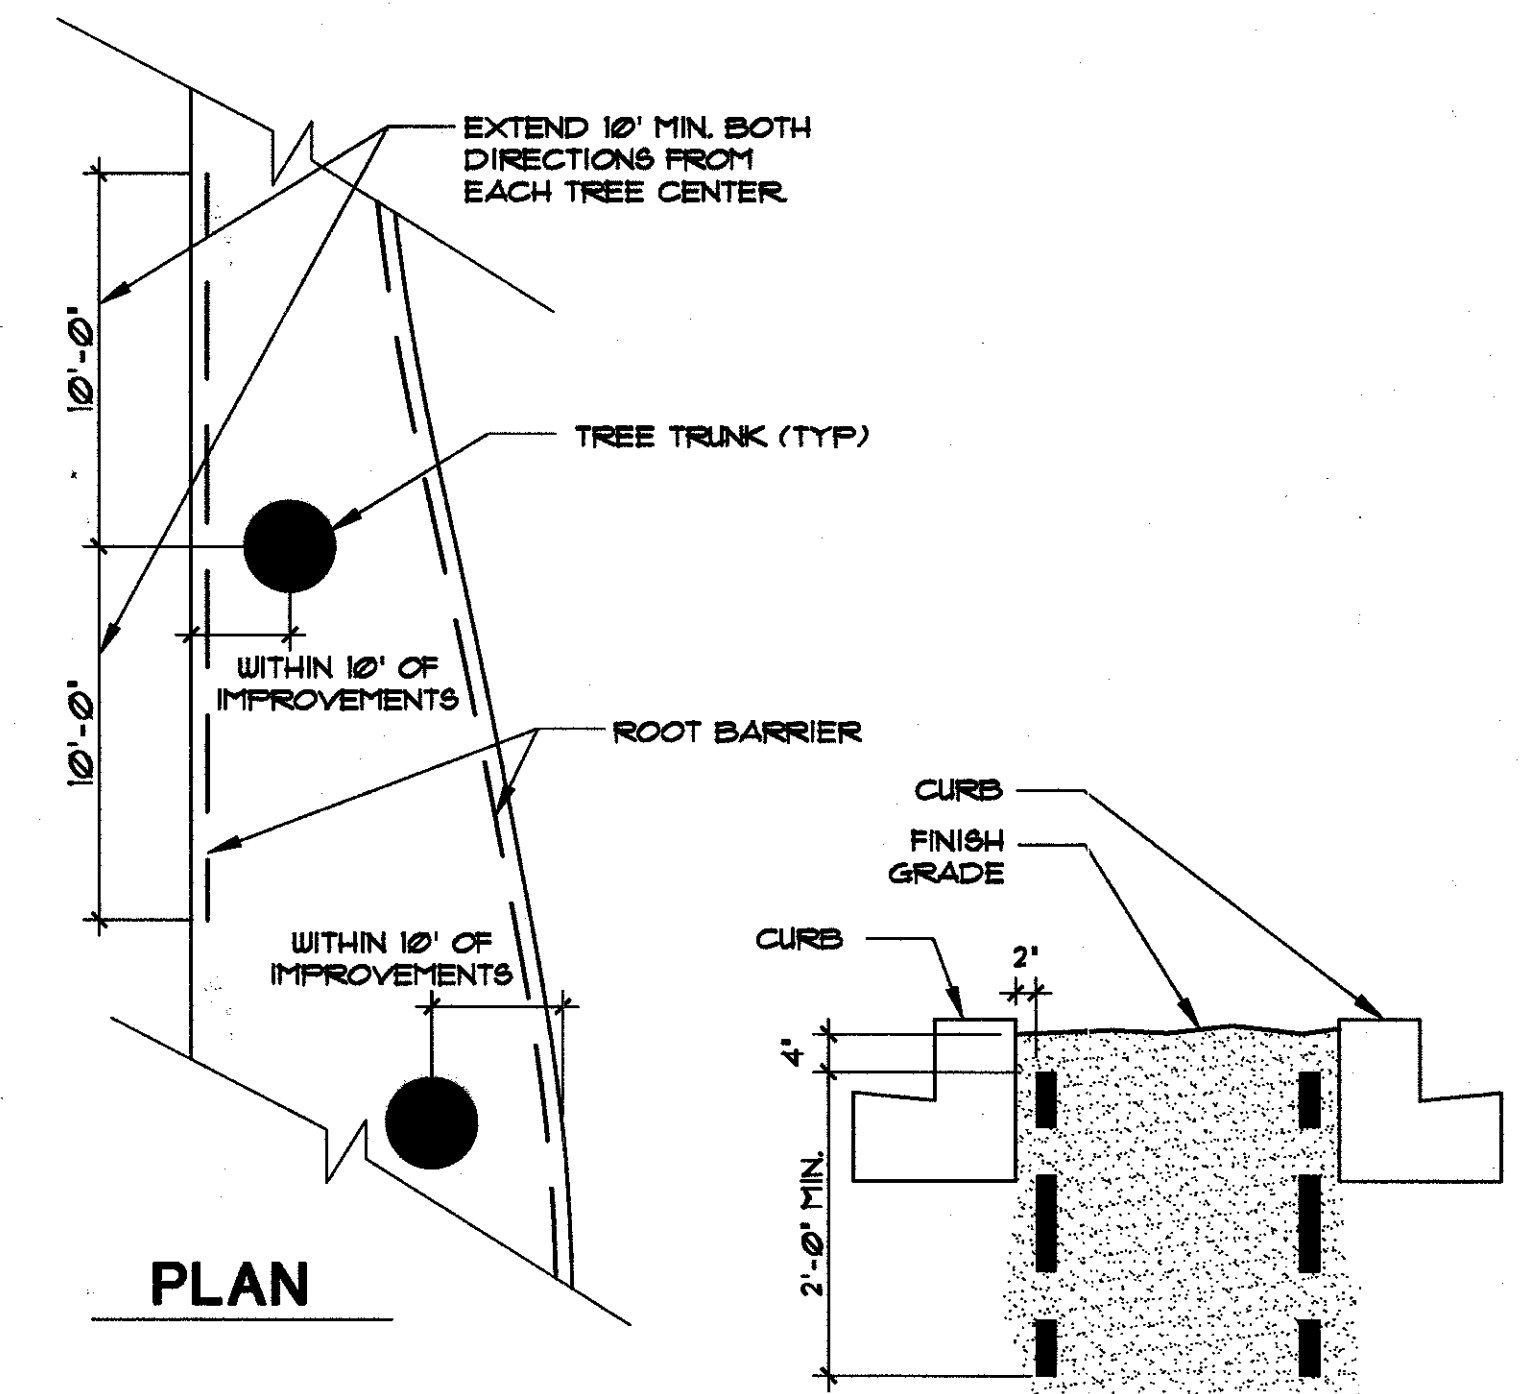 EXTEND 10' MIN. BOTH
DIRECTIONS FROM
EACH TREE CENTER.
10'-0"
TREE TRUNK (TYP)
WITHIN 10' OF
IMPROVEMENTS
10'-0"
ROOT BARRIER
CURB
FINISH
GRADE
WITHIN 10' OF
IMPROVEMENTS
CURB
2"
4"
2'-0" MIN.
PLAN